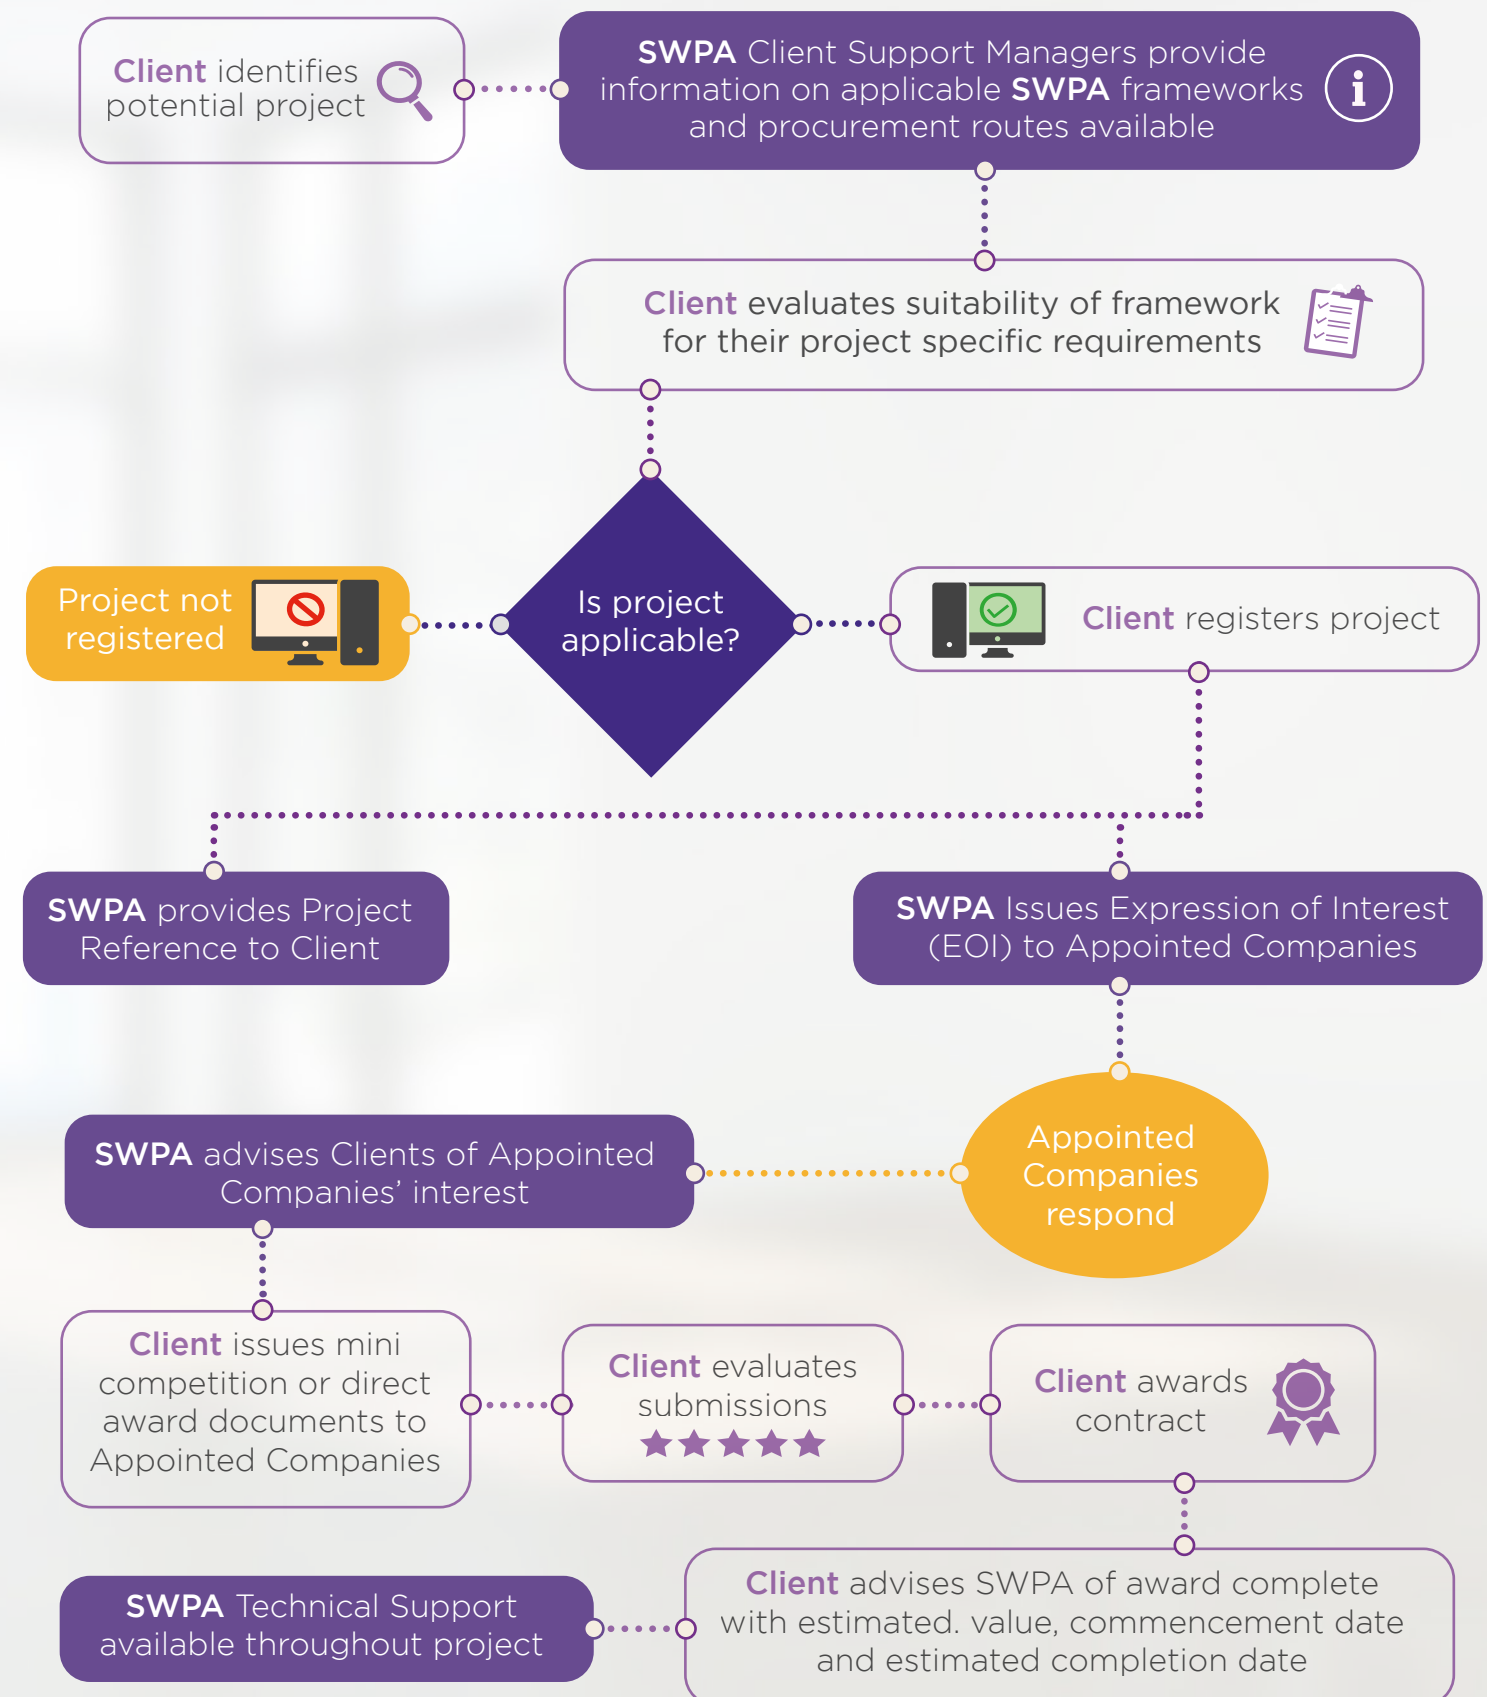 Client identifies
potential project
SWPA Client Support Managers provide
information on applicable SWPA frameworks
and procurement routes available
i
Client evaluates suitability of framework
for their project specific requirements
Is project
applicable?
Project not
registered
Client registers project
SWPA provides Project
Reference to Client
SWPA Issues Expression of Interest
(EOI) to Appointed Companies
Appointed
Companies
respond
SWPA advises Clients of Appointed
Companies’ interest
Client issues mini
competition or direct
award documents to
Appointed Companies
Client evaluates
submissions
Client awards
contract
Client advises SWPA of award complete
with estimated. value, commencement date
and estimated completion date
SWPA Technical Support
available throughout project